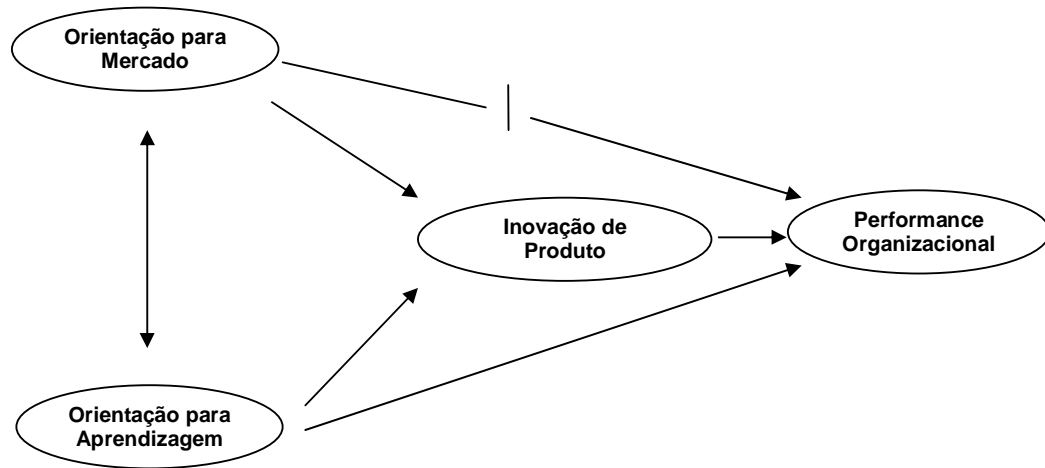 Orientação para
Mercado
Inovação de
Produto
Performance
Organizacional
Orientação para
Aprendizagem